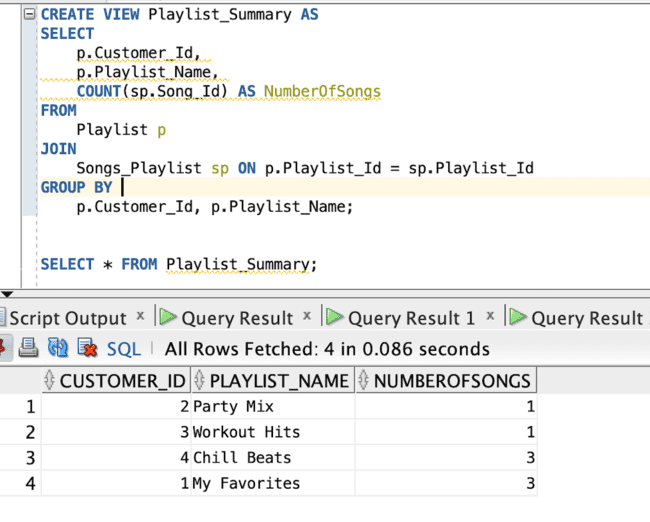 CREATE VIEW Playlist_Summary AS
SELECT
p.Customer_Id,
p.Playlist_Name,
COUNT(sp.Song_Id) AS NumberOfSongs
FROM
Playlist p
JOIN
Songs_Playlist sp ON p.Playlist_Id = sp.Playlist_Id
GROUP BY
p.Customer_Id, p.Playlist_Name;
SELECT * FROM Playlist_Summary;
Script Output × Query Result × Query Result 1 × Query Result
SQL | All Rows Fetched: 4 in 0.086 seconds
CUSTOMER_ID PLAYLIST_NAME NUMBEROFSONGS
1 2 Party Mix 1
2 3 Workout Hits 1
3 4 Chill Beats 3
4 1 My Favorites 3